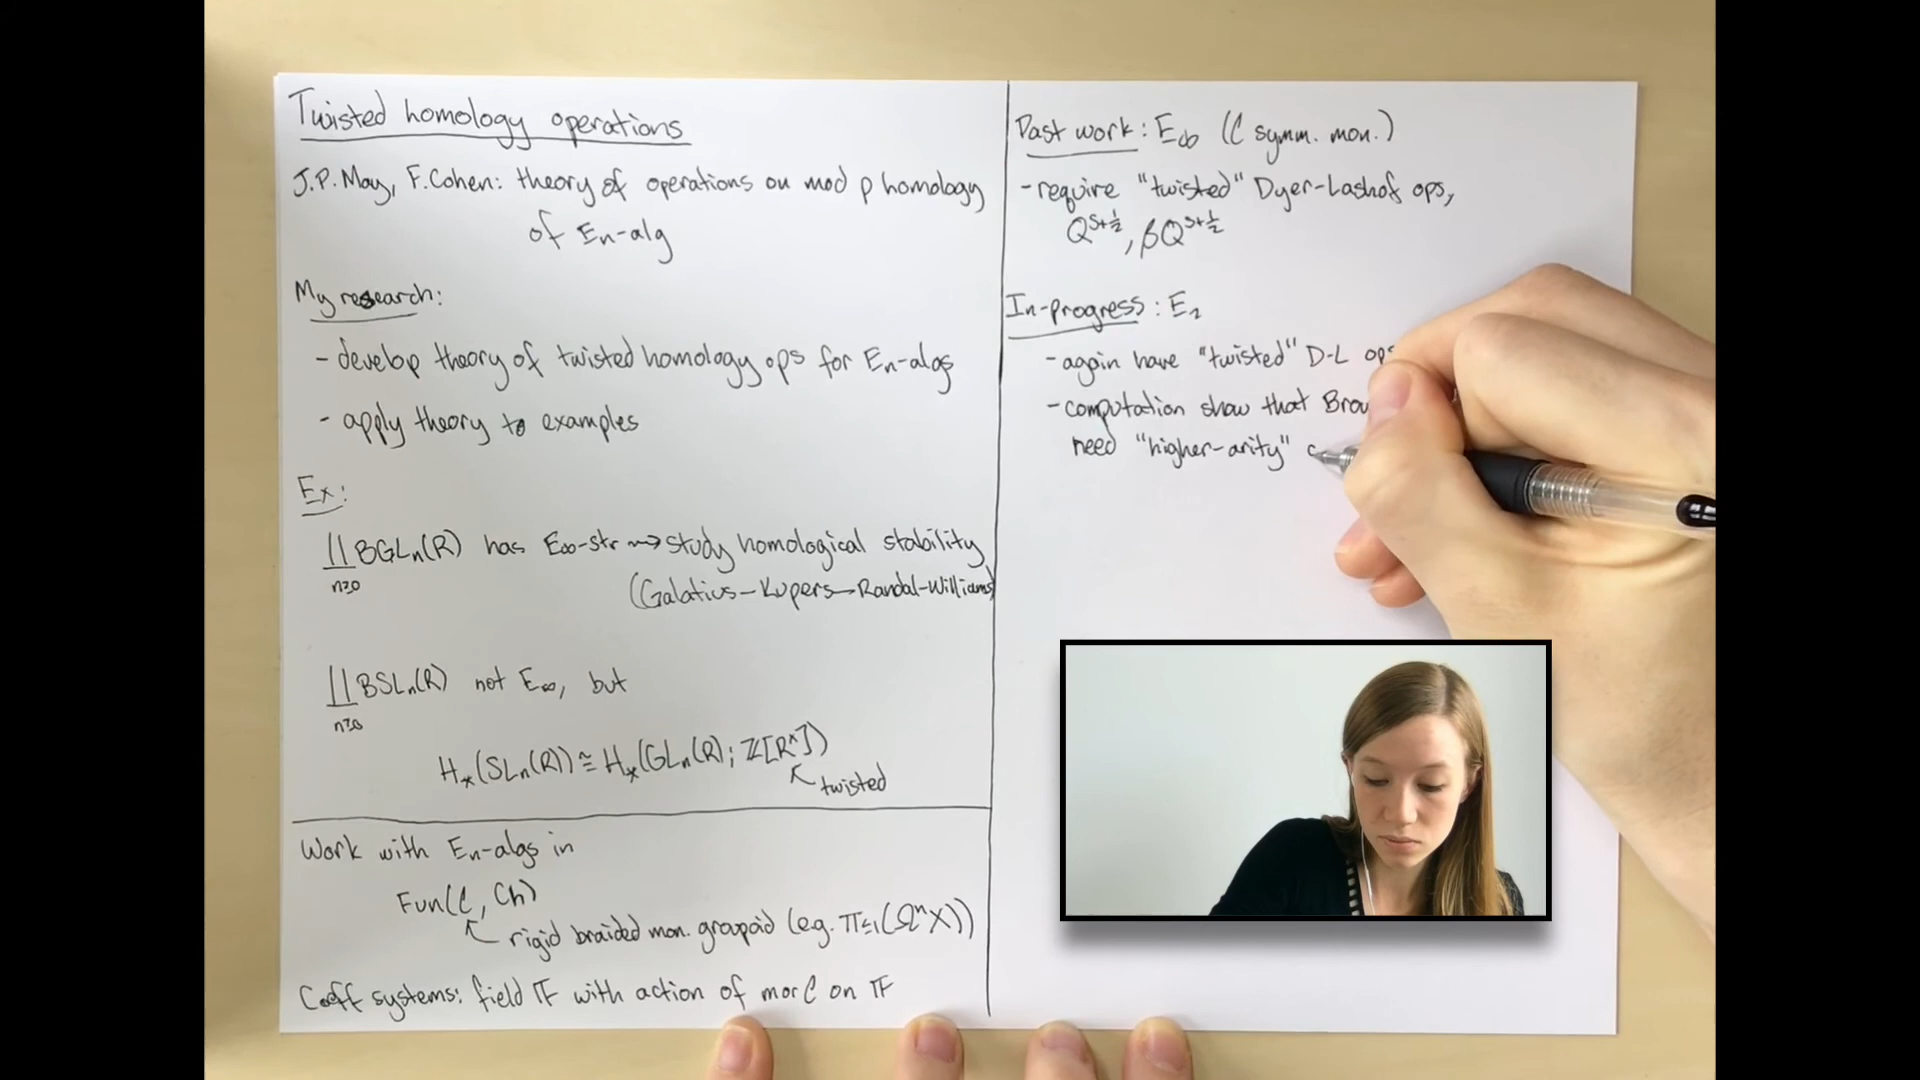 Twisted homology operations
J.P. May, F. Cohen: theory of operations on mod p homology
of En-alg
My research:
- develop theory of twisted homology ops for En-algs
- apply theory to examples
Ex:
∐ BGLn(R) has E∞-str ⇝ study homological stability
n≥0
(Galatius-Kupers-Randal-Williams)
∐ BSLn(R) not E∞, but
n≥0
H*(SLn(R)) ≅ H*(GLn(R); ℤ[R^×])
↖ twisted
Work with En-algs in
Fun(C, Ch)
↖ rigid braided mon. groupoid (e.g. π≤1(Ω^n X))
Coeff systems: field 𝔽 with action of mor C on 𝔽
Past work: E∞ (C symm. mon.)
- require "twisted" Dyer-Lashof ops,
Q^{s+1/2}, βQ^{s+1/2}
In-progress: E2
- again have "twisted" D-L
- computation show that
need "higher-arity"